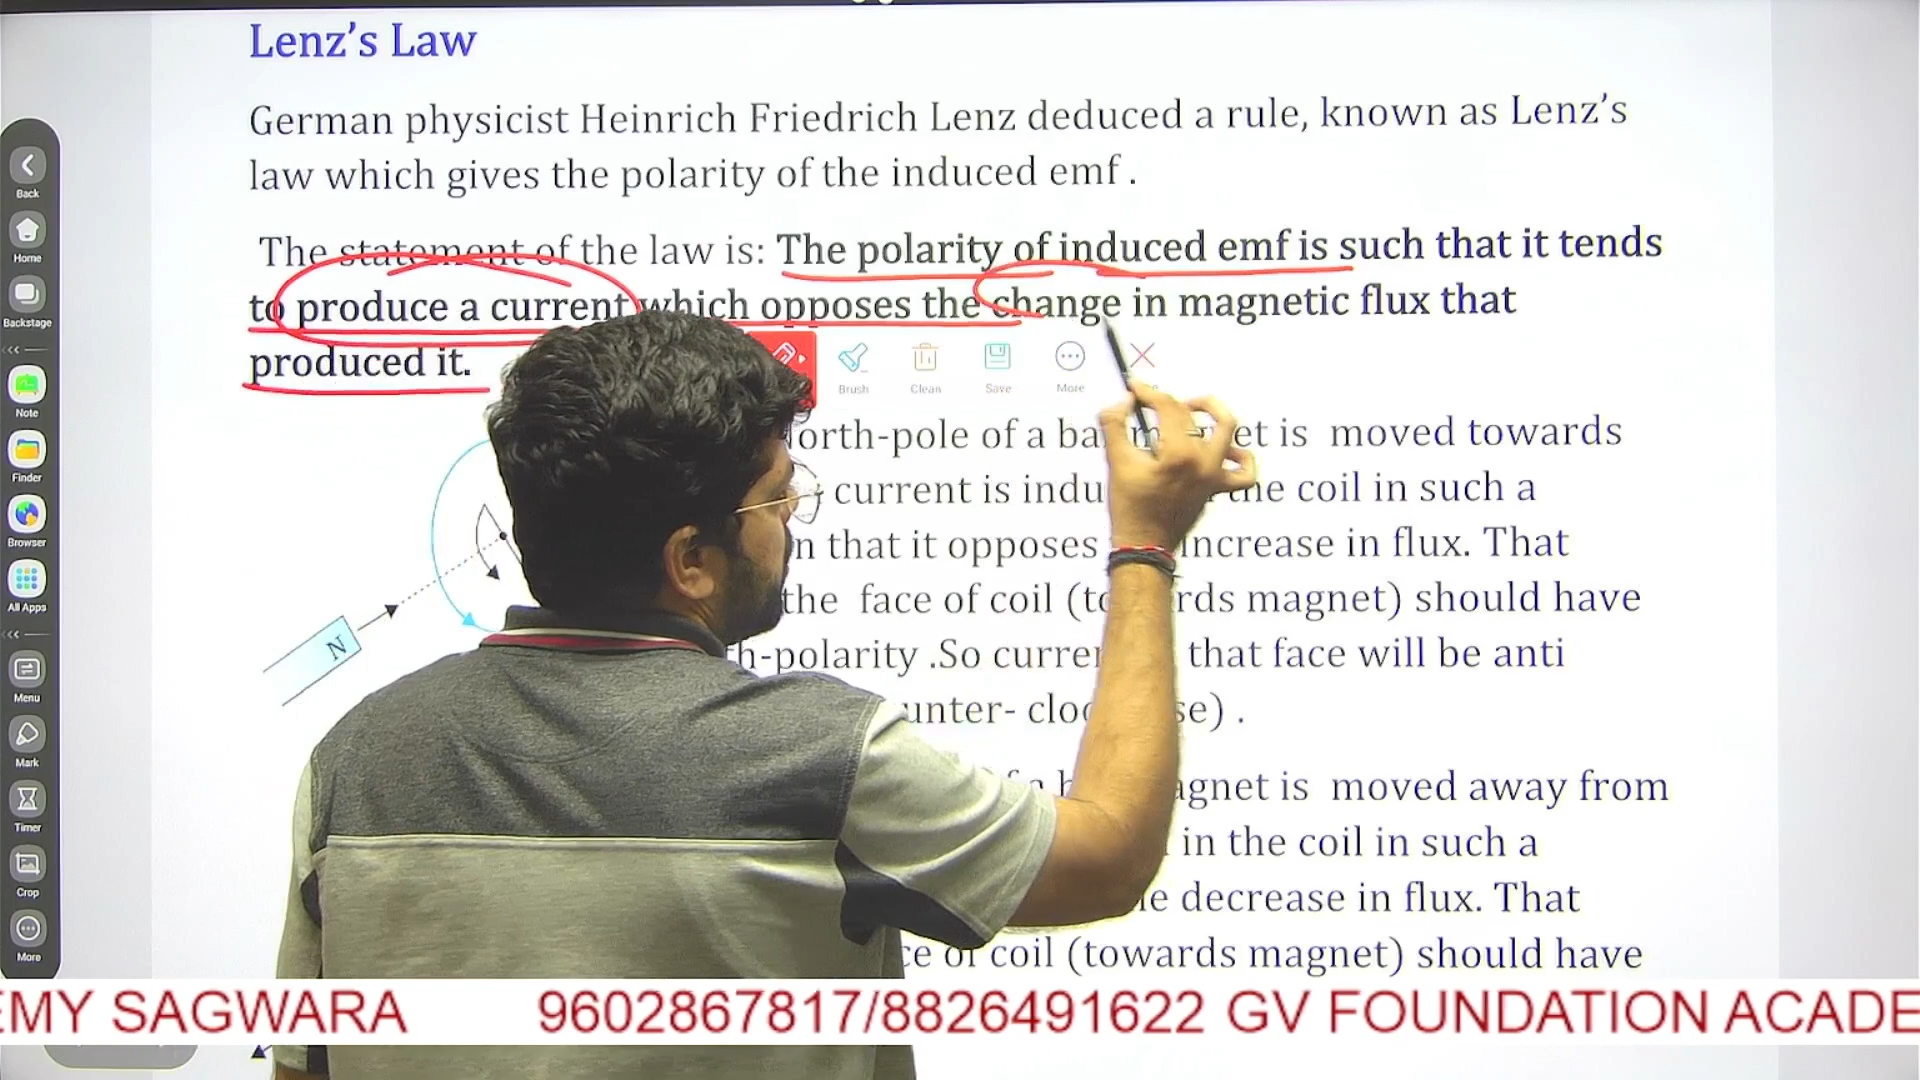 Lenz's Law
German physicist Heinrich Friedrich Lenz deduced a rule, known as Lenz's
law which gives the polarity of the induced emf .
The statement of the law is: The polarity of induced emf is such that it tends
to produce a current which opposes the change in magnetic flux that
produced it.
Brush
Clean
Save
More
orth-pole of a ba m et is moved towards
current is indu the coil in such a
n that it opposes increase in flux. That
the face of coil (to rds magnet) should have
h-polarity .So curre that face will be anti
unter- cloc se) .
agnet is moved away from
in the coil in such a
e decrease in flux. That
ce of coil (towards magnet) should have
N
Back
Home
Backstage
Note
Finder
Browser
All Apps
Menu
Mark
Timer
Crop
More
EMY SAGWARA 9602867817/8826491622 GV FOUNDATION ACADE